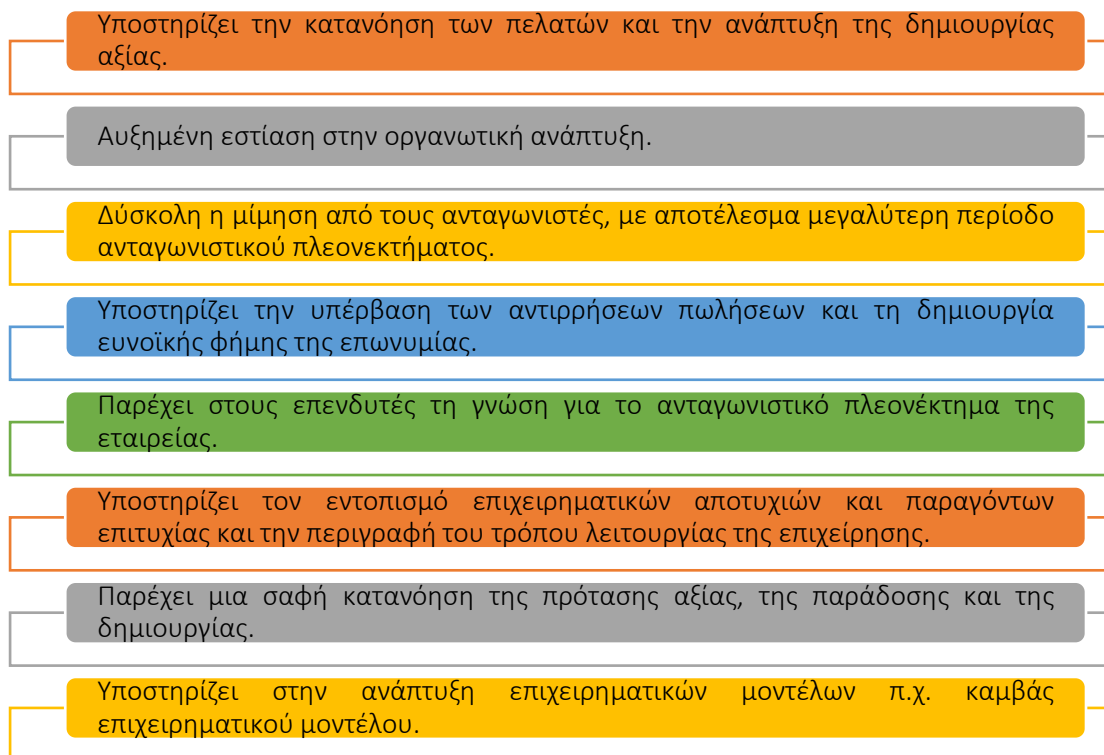 Υποστηρίζει την κατανόηση των πελατών και την ανάπτυξη της δημιουργίας
αξίας.
Αυξημένη εστίαση στην οργανωτική ανάπτυξη.
Δύσκολη η μίμηση από τους ανταγωνιστές, με αποτέλεσμα μεγαλύτερη περίοδο
ανταγωνιστικού πλεονεκτήματος.
Υποστηρίζει την υπέρβαση των αντιρρήσεων πωλήσεων και τη δημιουργία
ευνοϊκής φήμης της επωνυμίας.
Παρέχει στους επενδυτές τη γνώση για το ανταγωνιστικό πλεονέκτημα της
εταιρείας.
Υποστηρίζει τον εντοπισμό επιχειρηματικών αποτυχιών και παραγόντων
επιτυχίας και την περιγραφή του τρόπου λειτουργίας της επιχείρησης.
Παρέχει μια σαφή κατανόηση της πρότασης αξίας, της παράδοσης και της
δημιουργίας.
Υποστηρίζει στην ανάπτυξη επιχειρηματικών μοντέλων π.χ. καμβάς
επιχειρηματικού μοντέλου.